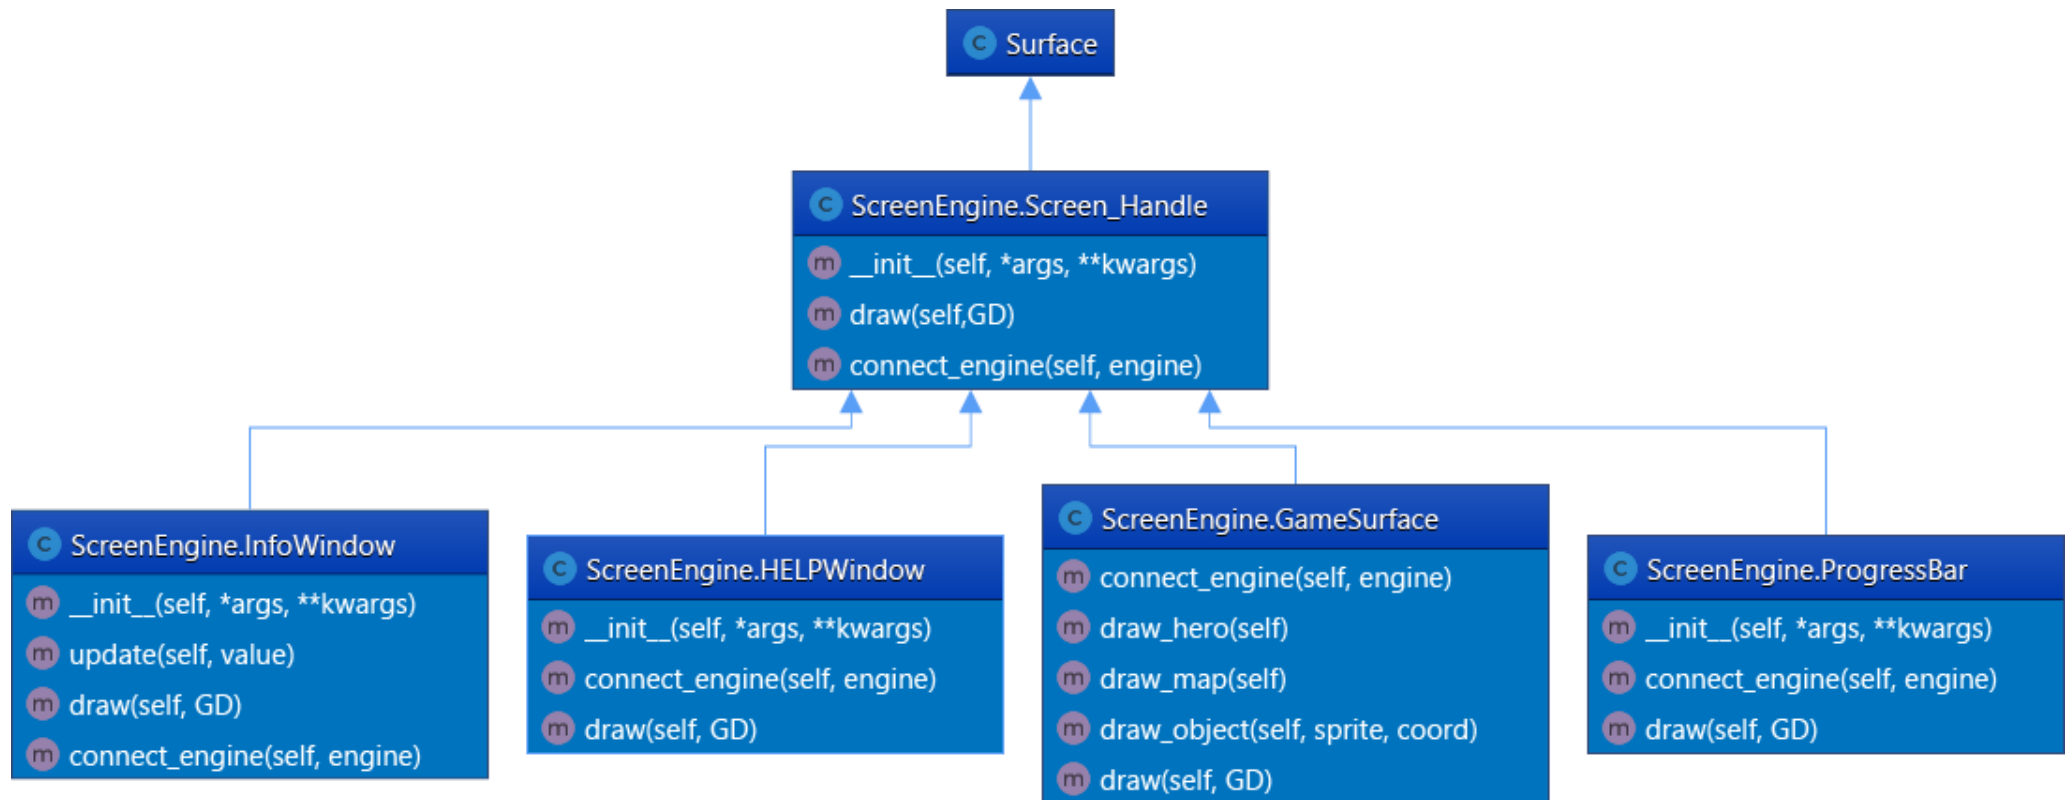 C Surface
C ScreenEngine.Screen_Handle
m __init__(self, *args, **kwargs)
m draw(self,GD)
m connect_engine(self, engine)
C ScreenEngine.InfoWindow
m __init__(self, *args, **kwargs)
m update(self, value)
m draw(self, GD)
m connect_engine(self, engine)
C ScreenEngine.HELPWindow
m __init__(self, *args, **kwargs)
m connect_engine(self, engine)
m draw(self, GD)
C ScreenEngine.GameSurface
m connect_engine(self, engine)
m draw_hero(self)
m draw_map(self)
m draw_object(self, sprite, coord)
m draw(self, GD)
C ScreenEngine.ProgressBar
m __init__(self, *args, **kwargs)
m connect_engine(self, engine)
m draw(self, GD)